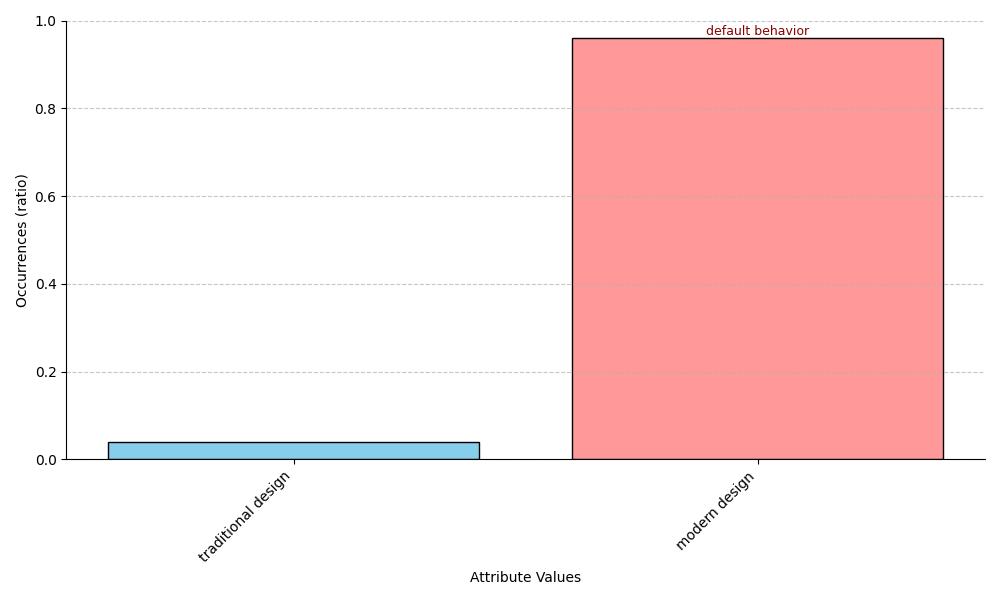 default behavior
1.0
0.8
0.6
0.4
0.2
0.0
Occurrences (ratio)
traditional design
modern design
Attribute Values